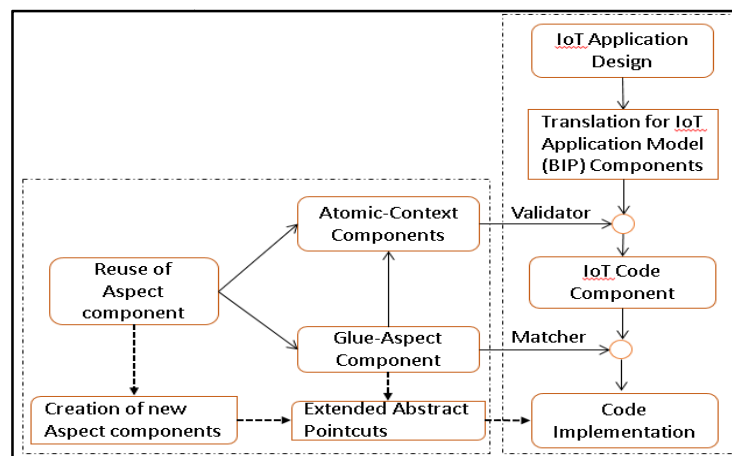 IoT Application
Design
Translation for IoT
Application Model
(BIP) Components
Atomic-Context
Components
Validator
Reuse of
Aspect
component
IoT Code
Component
Glue-Aspect
Component
Matcher
Creation of new
Aspect components
Extended Abstract
Pointcuts
Code
Implementation